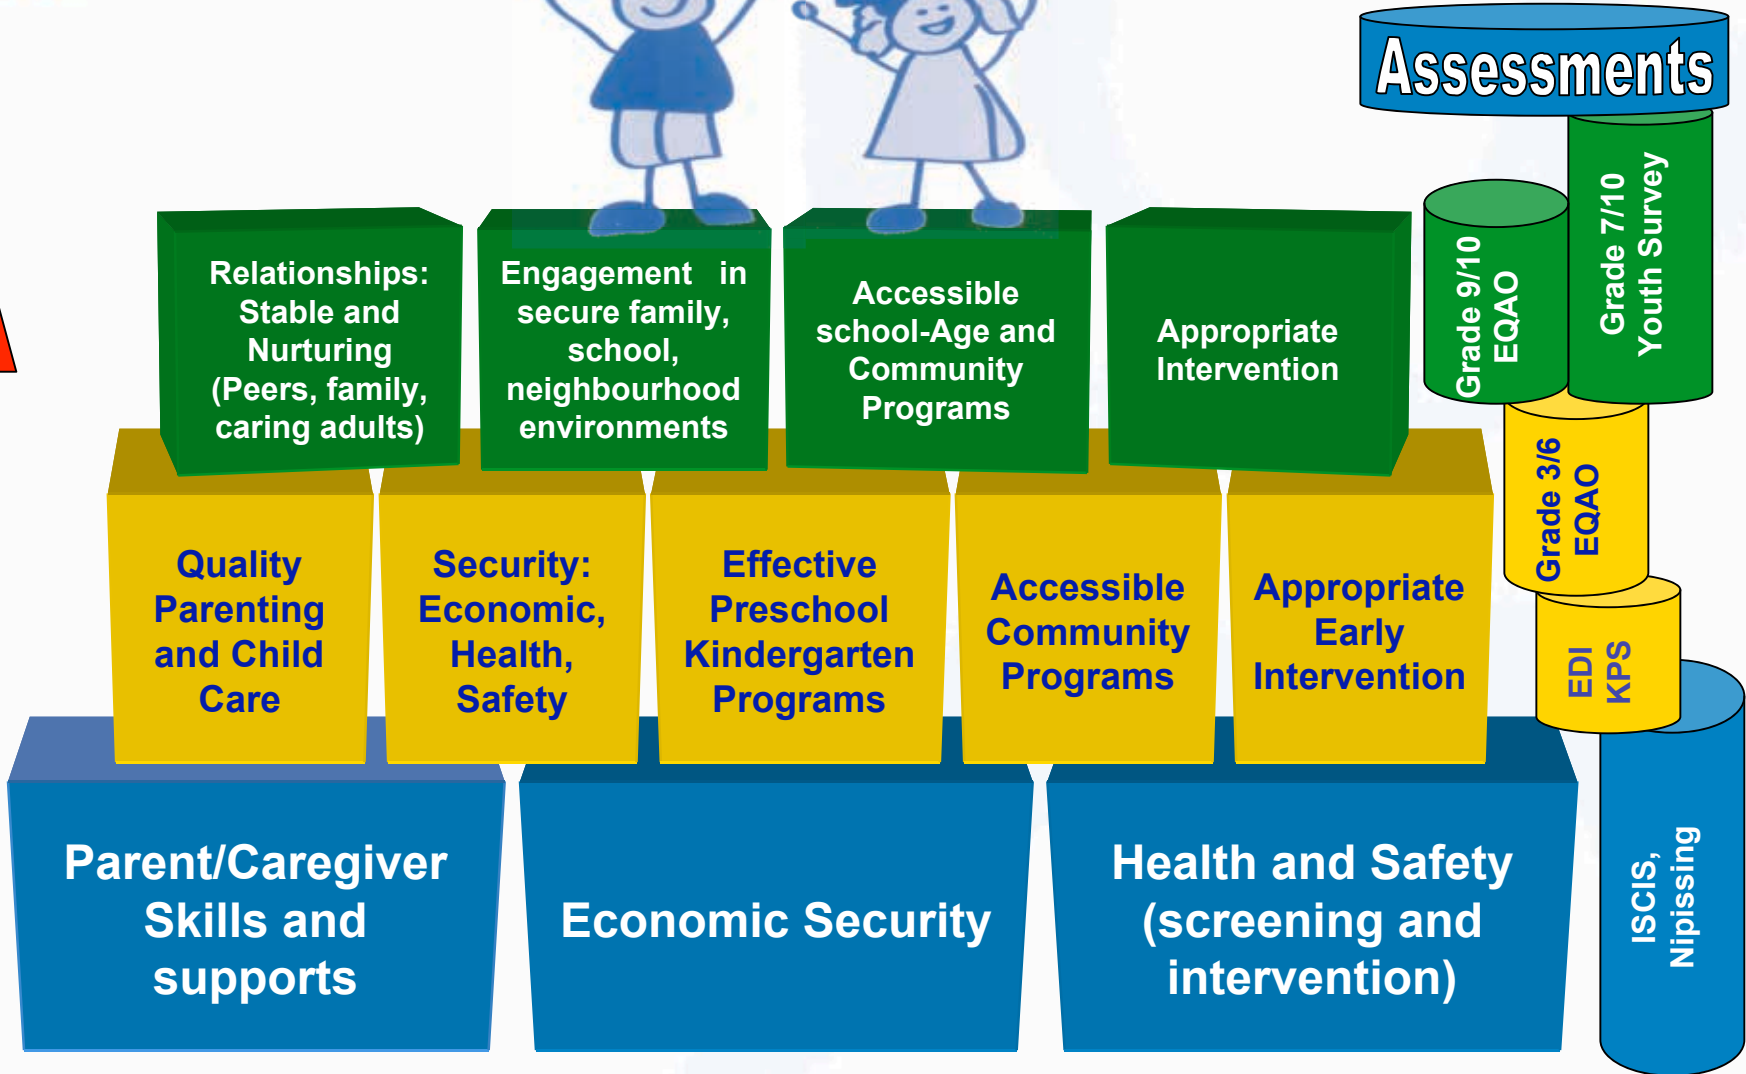 Assessments
Relationships:
Stable and
Nurturing
(Peers, family,
caring adults)
Engagement in
secure family,
school,
neighbourhood
environments
Accessible
school-Age and
Community
Programs
Appropriate
Intervention
Grade 9/10
EQAO
Grade 7/10
Youth Survey
Quality
Parenting
and Child
Care
Security:
Economic,
Health,
Safety
Effective
Preschool
Kindergarten
Programs
Accessible
Community
Programs
Appropriate
Early
Intervention
Grade 3/6
EQAO
EDI
KPS
Parent/Caregiver
Skills and
supports
Economic Security
Health and Safety
(screening and
intervention)
ISCIS,
Nipissing